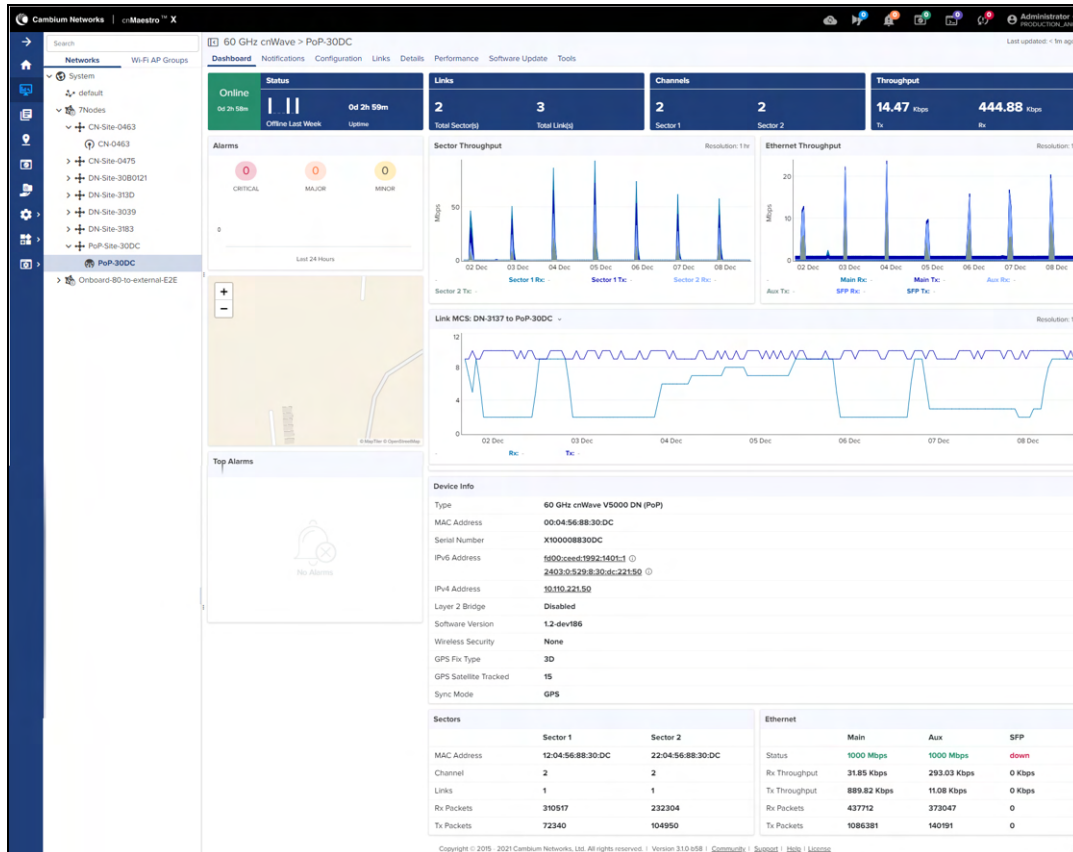 Cambium Networks | cnMaestro™ X
0 0 0 0 0
Administrator
Search
60 GHz cnWave > PoP-30DC
Last updated: < 1m ago
Networks Wi-Fi AP Groups
Dashboard Notifications Configuration Links Details Performance Software Update Tools
System
default
7Nodes
CN-Site-0463
CN-0463
CN-Site-0475
DN-Site-30B0121
DN-Site-313D
DN-Site-3039
DN-Site-3183
PoP-Site-30DC
PoP-30DC
Onboard-80-to-external-E2E
Online
0d 2h 58m
Status
0d 2h 59m
Offline Last Week Uptime
Links
2 3
Total Sector(s) Total Link(s)
Channels
2 2
Sector 1 Sector 2
Throughput
14.47 Kbps 444.88 Kbps
Tx Rx
Alarms
0 0 0
CRITICAL MAJOR MINOR
0
Last 24 Hours
Sector Throughput Resolution: 1 hr
Mbps
50
0
02 Dec 03 Dec 04 Dec 05 Dec 06 Dec 07 Dec 08 Dec
- Sector 1 Rx: - Sector 1 Tx: - Sector 2 Rx: -
Sector 2 Tx: -
Ethernet Throughput Resolution: 1
Mbps
20
10
0
02 Dec 03 Dec 04 Dec 05 Dec 06 Dec 07 Dec 08 Dec
- Main Rx: - Main Tx: - Aux Rx: -
Aux Tx: - SFP Rx: - SFP Tx: -
+
−
© MapTiler © OpenStreetMap
Link MCS: DN-3137 to PoP-30DC Resolution: 1
12
8
4
0
02 Dec 03 Dec 04 Dec 05 Dec 06 Dec 07 Dec 08 Dec
- Rx: - Tx: -
Top Alarms
No Alarms
Device Info
Type 60 GHz cnWave V5000 DN (PoP)
MAC Address 00:04:56:88:30:DC
Serial Number X100008830DC
IPv6 Address fd00:ceed:1992:1401::1
2403:0:529:8:30:dc:221:50
IPv4 Address 10.110.221.50
Layer 2 Bridge Disabled
Software Version 1.2-dev186
Wireless Security None
GPS Fix Type 3D
GPS Satellite Tracked 15
Sync Mode GPS
Sectors
Sector 1 Sector 2
MAC Address 12:04:56:88:30:DC 22:04:56:88:30:DC
Channel 2 2
Links 1 1
Rx Packets 310517 232304
Tx Packets 72340 104950
Ethernet
Main Aux SFP
Status 1000 Mbps 1000 Mbps down
Rx Throughput 31.85 Kbps 293.03 Kbps 0 Kbps
Tx Throughput 889.82 Kbps 11.08 Kbps 0 Kbps
Rx Packets 437712 373047 0
Tx Packets 1086381 140191 0
Copyright © 2015 - 2021 Cambium Networks, Ltd. All rights reserved. | Version 3.1.0-b58 | Community | Support | Help | License